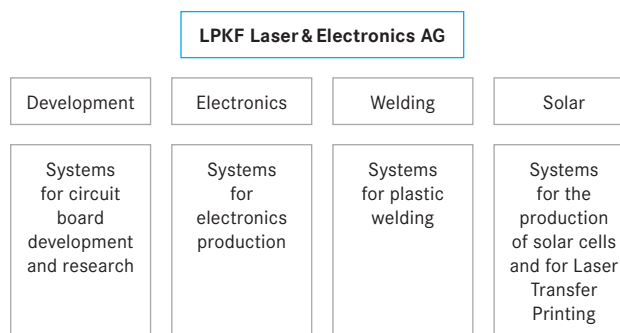 LPKF Laser & Electronics AG
Development
Electronics
Welding
Solar
Systems
for circuit
board
development
and research
Systems
for
electronics
production
Systems
for plastic
welding
Systems
for the
production
of solar cells
and for Laser
Transfer
Printing